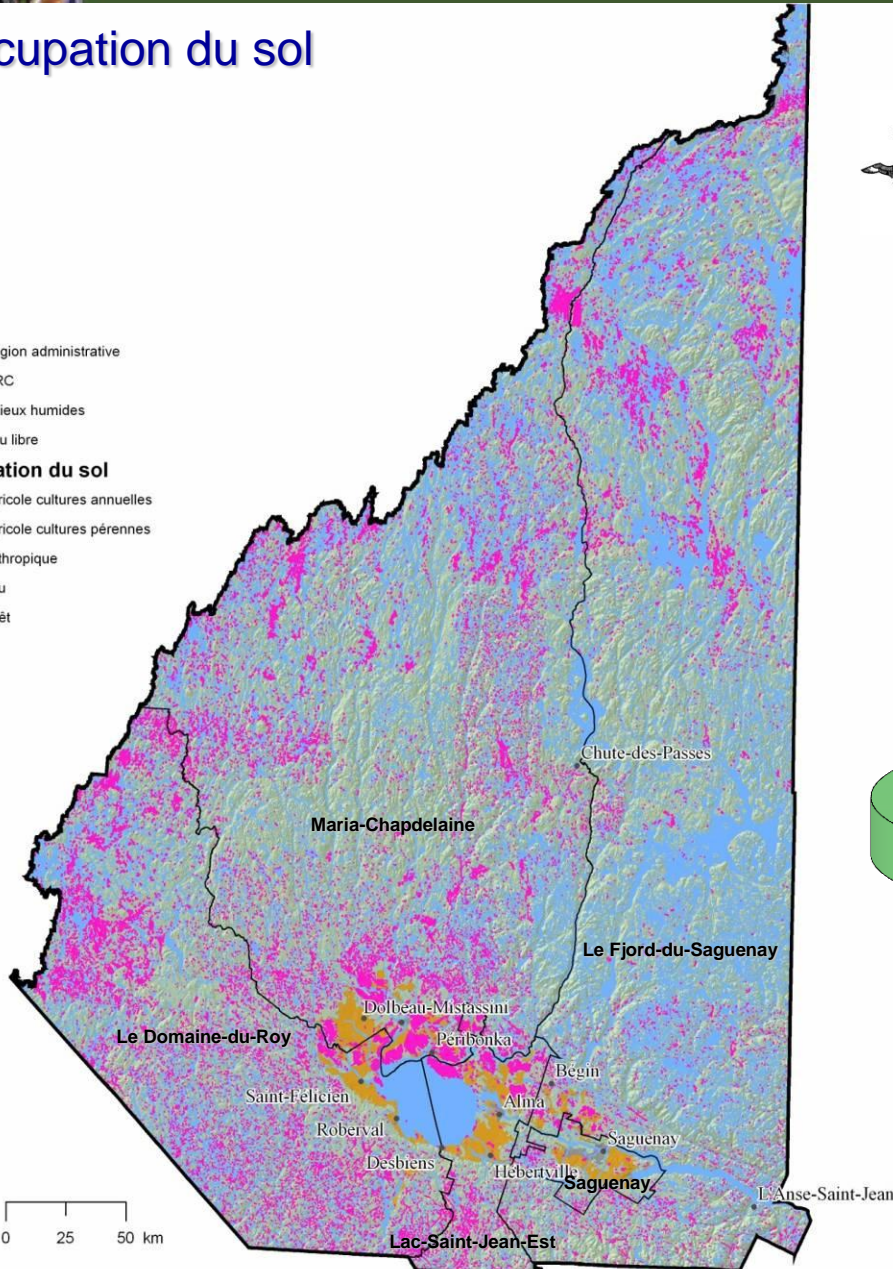 cupation du sol
gion administrative
RC
ieux humides
u libre
ation du sol
ricole cultures annuelles
ricole cultures pérennes
thropique
u
êt
Chute-des-Passes
Maria-Chapdelaine
Le Fjord-du-Saguenay
Dolbeau-Mistassini
Le Domaine-du-Roy
Péribonka
Bégin
Saint-Félicien
Alma
Roberval
Saguenay
Desbiens
Hébertville
Saguenay
L'Anse-Saint-Jean
0 25 50 km
Lac-Saint-Jean-Est